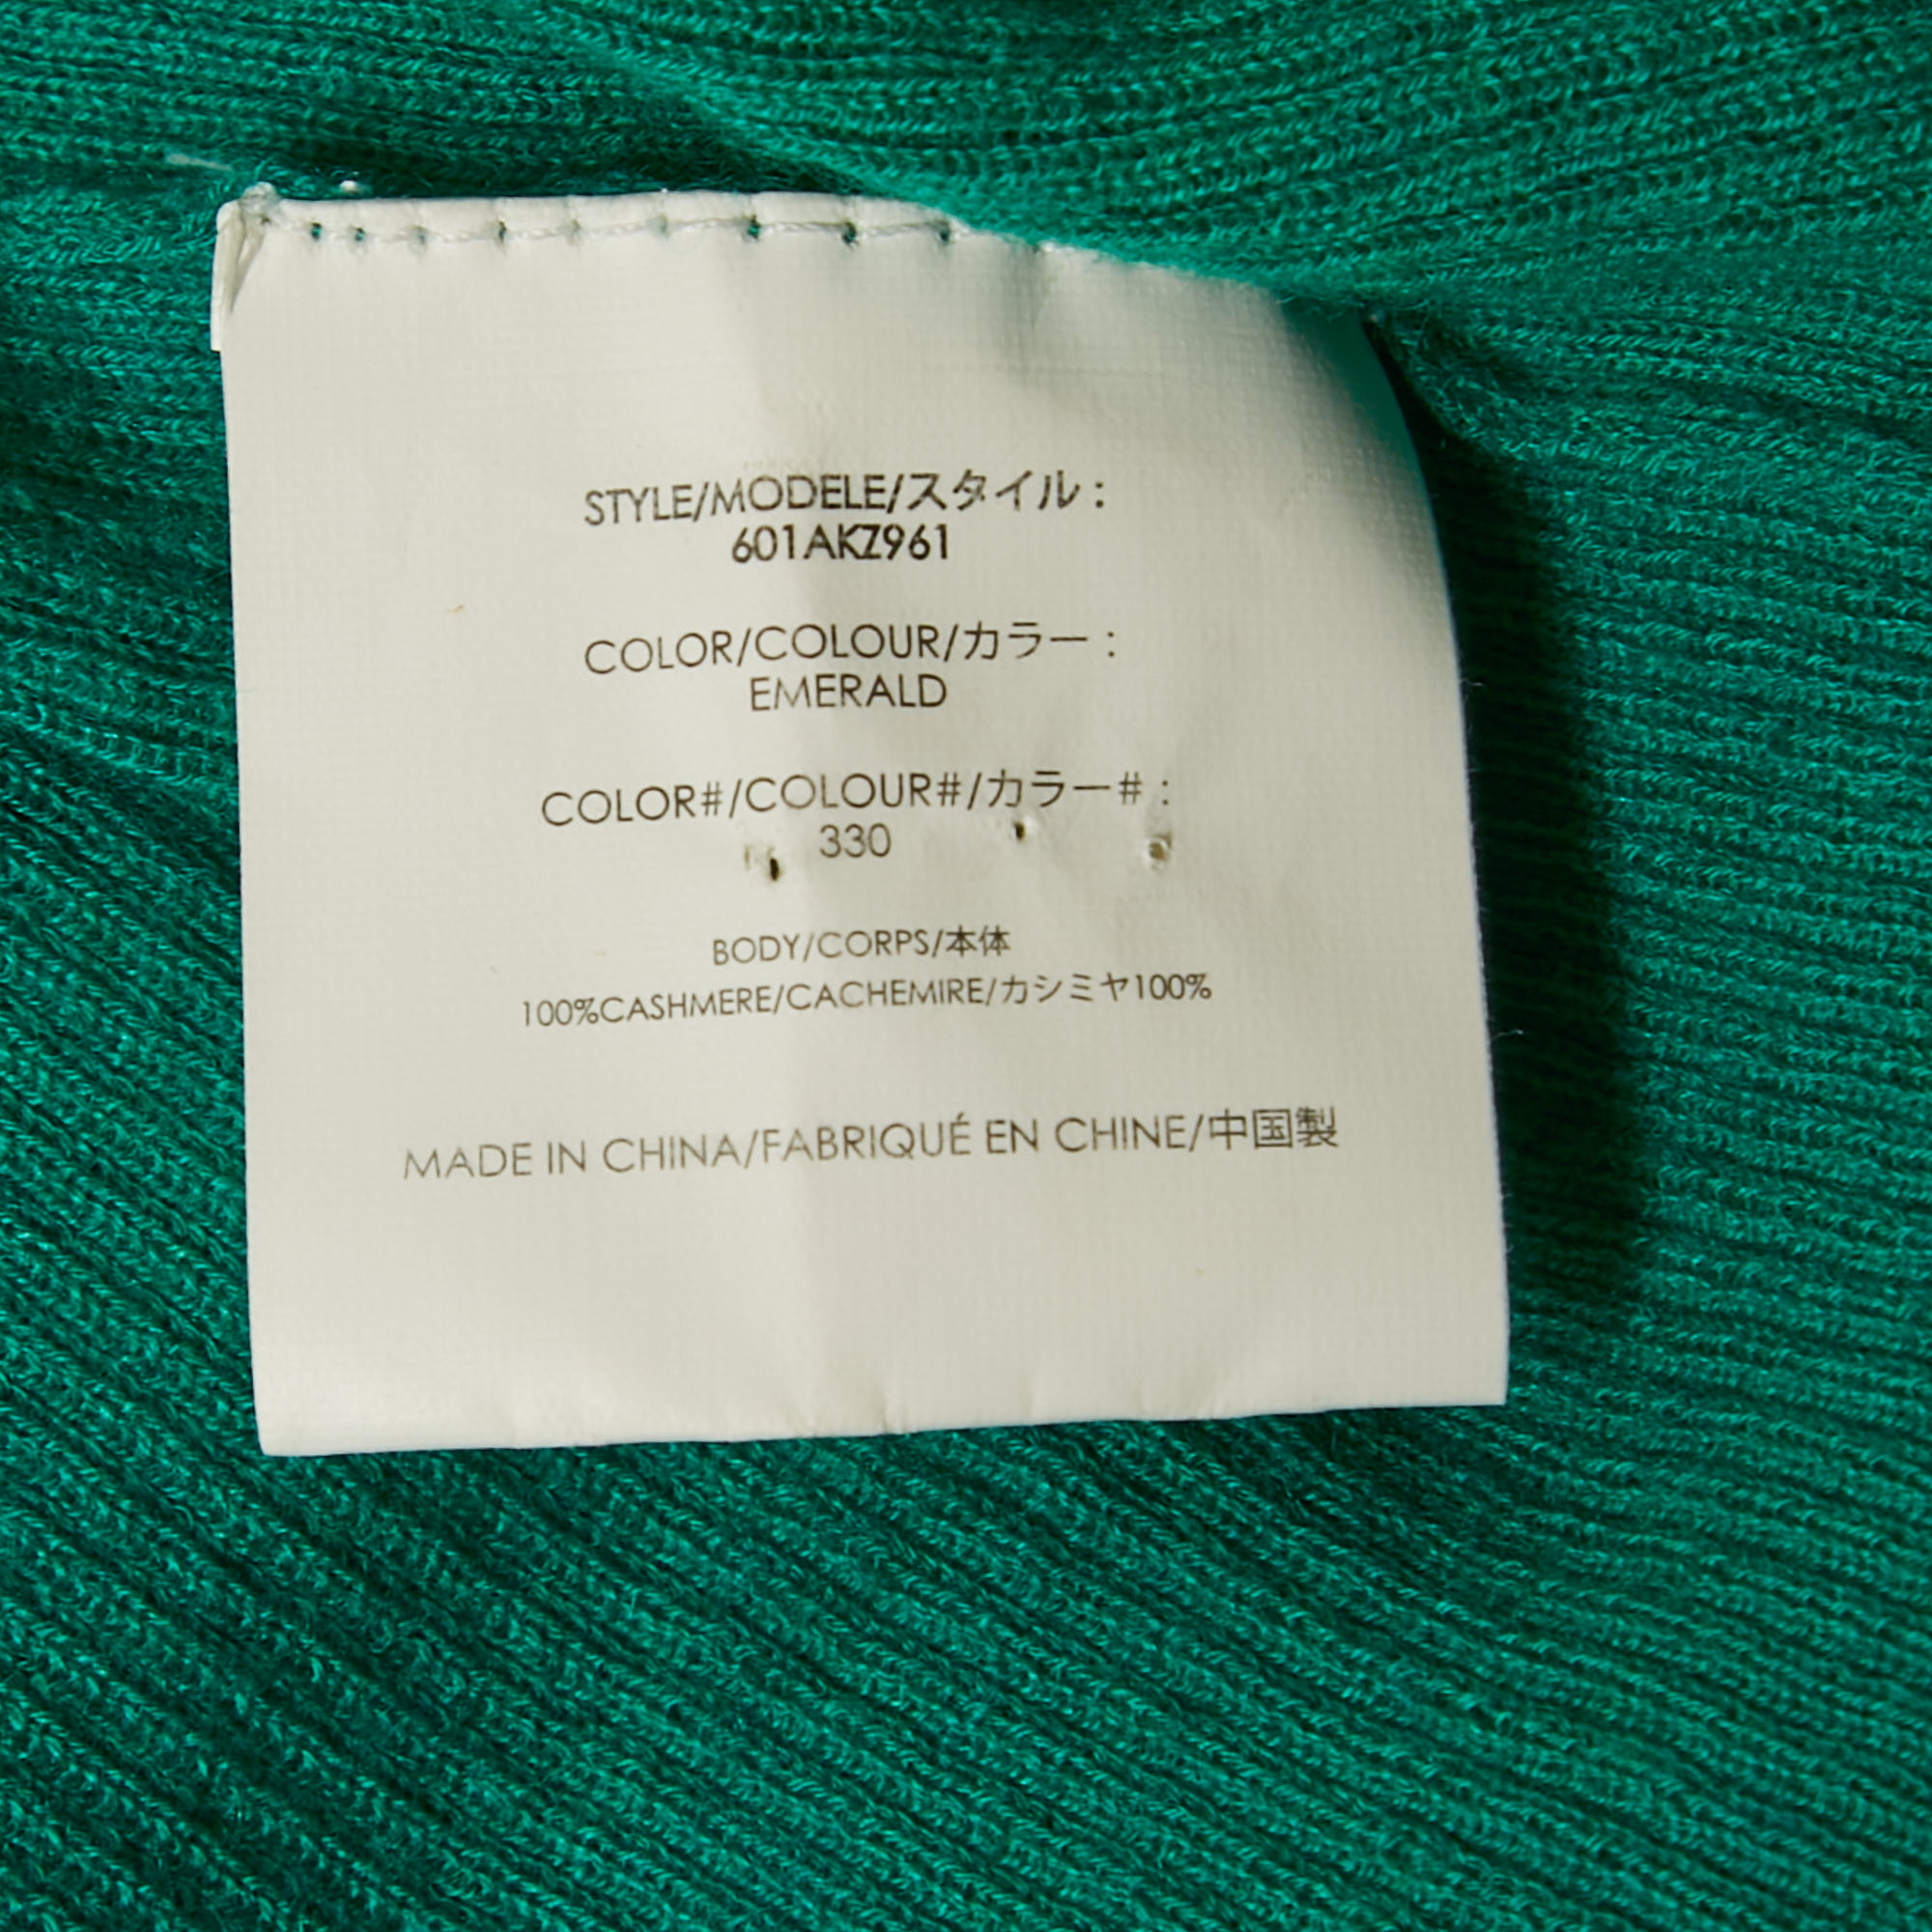 STYLE/MODELE/スタイル :
601AKZ961
COLOR/COLOUR/カラー :
EMERALD
COLOR#/COLOUR#/カラー# :
330
BODY/CORPS/本体
100%CASHMERE/CACHEMIRE/カシミヤ100%
MADE IN CHINA/FABRIQUÉ EN CHINE/中国製